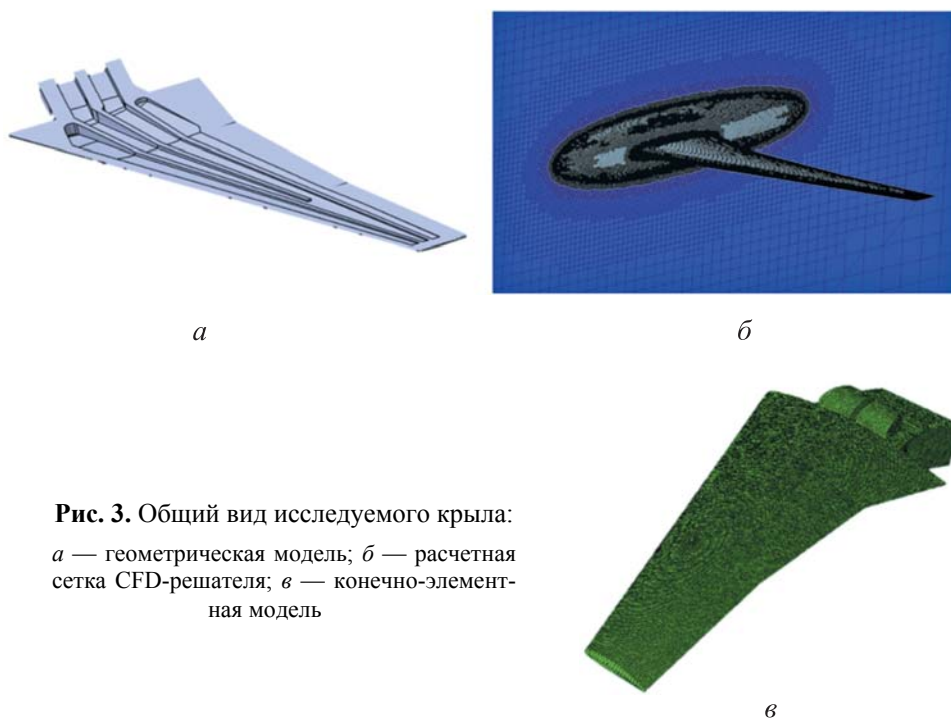 а
б
Рис. 3. Общий вид исследуемого крыла:
а — геометрическая модель; б — расчетная
сетка CFD-решателя; в — конечно-элемент-
ная модель
в